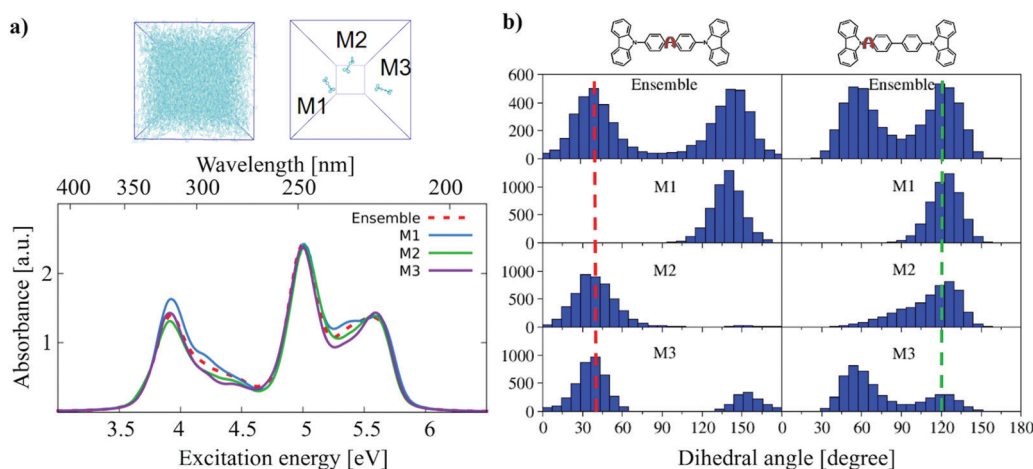 a)
M2
M3
M1
Wavelength [nm]
400 350 300 250 200
Ensemble
M1
M2
M3
2
1
Absorbance [a.u.]
3.5 4 4.5 5 5.5 6
Excitation energy [eV]
b)
N N N N
600 Ensemble Ensemble
400
200
0
M1 M1
1000
500
0
M2 M2
1000
500
0
M3 M3
1000
500
0
0 30 60 90 120 150 0 30 60 90 120 150 180
Dihedral angle [degree]